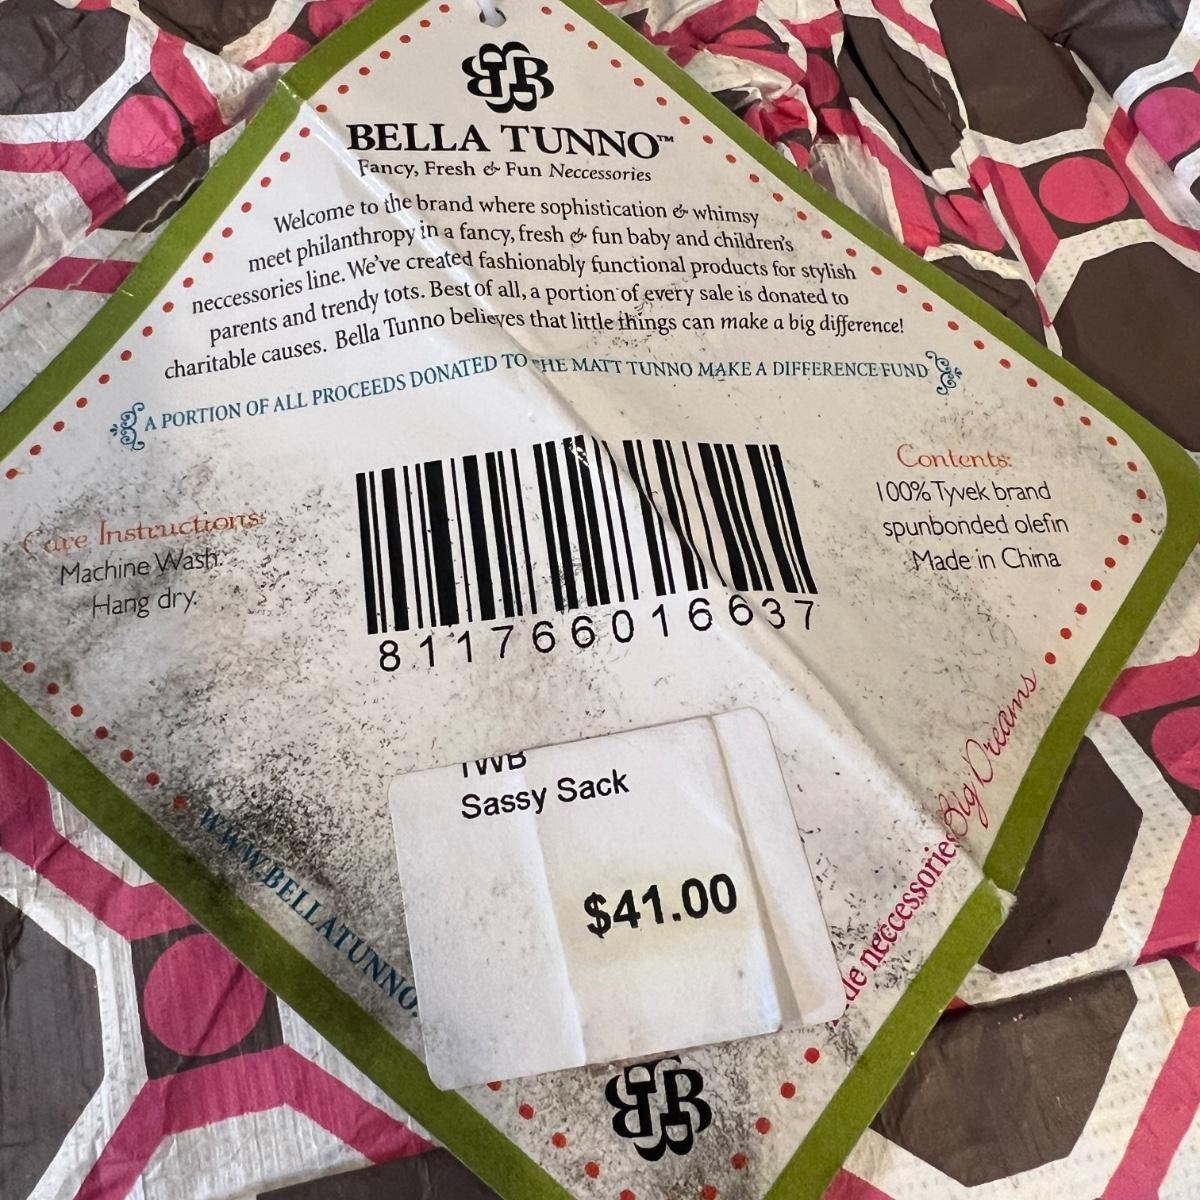 BELLA TUNNO™
Fancy, Fresh & Fun Neccessories
Welcome to the brand where sophistication & whimsy
meet philanthropy in a fancy, fresh & fun baby and children's
neccessories line. We've created fashionably functional products for stylish
parents and trendy tots. Best of all, a portion of every sale is donated to
charitable causes. Bella Tunno believes that little things can make a big difference!
A PORTION OF ALL PROCEEDS DONATED TO THE MATT TUNNO MAKE A DIFFERENCE FUND
Care Instructions:
Machine Wash.
Hang dry.
811766016637
Contents:
100% Tyvek brand
spunbonded olefin
Made in China
TWB
Sassy Sack
$41.00
WWW.BELLATUNNO.
neccessories Big Dreams